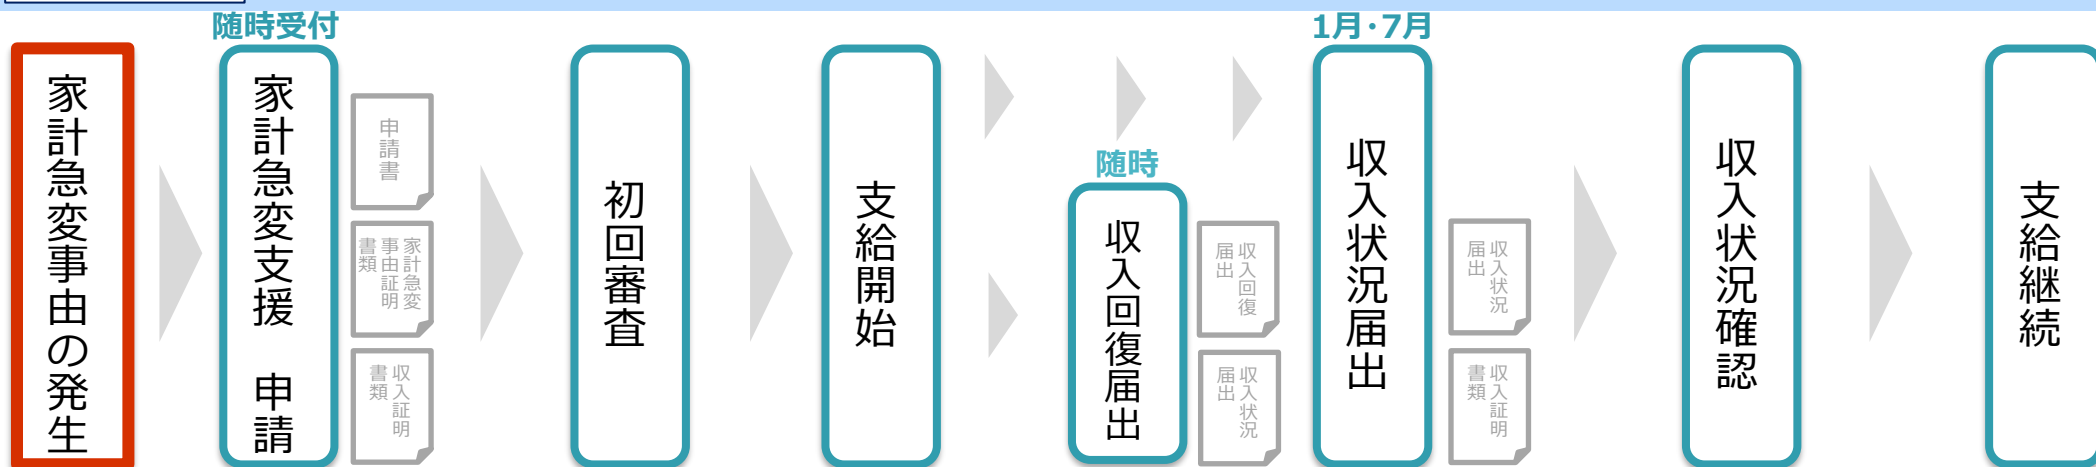 家計急変事由の発生
随時受付
家計急変支援　申請
申請書
家計急変
事由証明
書類
収入証明
書類
初回審査
支給開始
随時
収入回復届出
収入回復
届出
収入状況
届出
1月・7月
収入状況届出
収入状況
届出
収入証明
書類
収入状況確認
支給継続